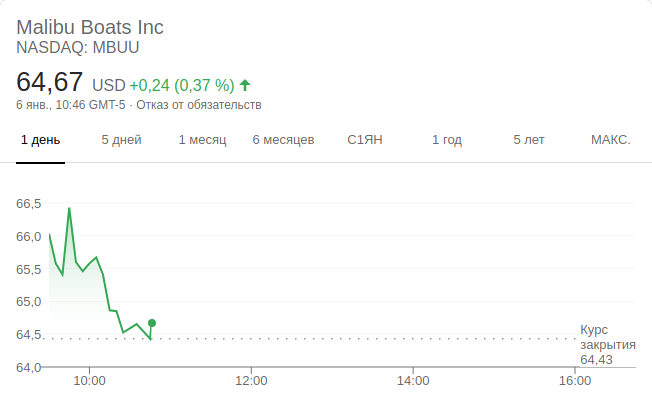 Malibu Boats Inc
NASDAQ: MBUU
64,67 USD +0,24 (0,37 %)
6 янв., 10:46 GMT-5 · Отказ от обязательств
1 день 5 дней 1 месяц 6 месяцев С1ЯН 1 год 5 лет МАКС.
66,5
66,0
65,5
65,0
64,5
Курс
закрытия
64,43
64,0
10:00 12:00 14:00 16:00